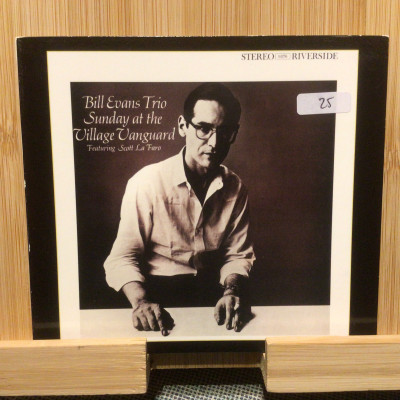 STEREO RIVERSIDE
25
Bill Evans Trio
Sunday at the
Village Vanguard
Featuring Scott La Faro